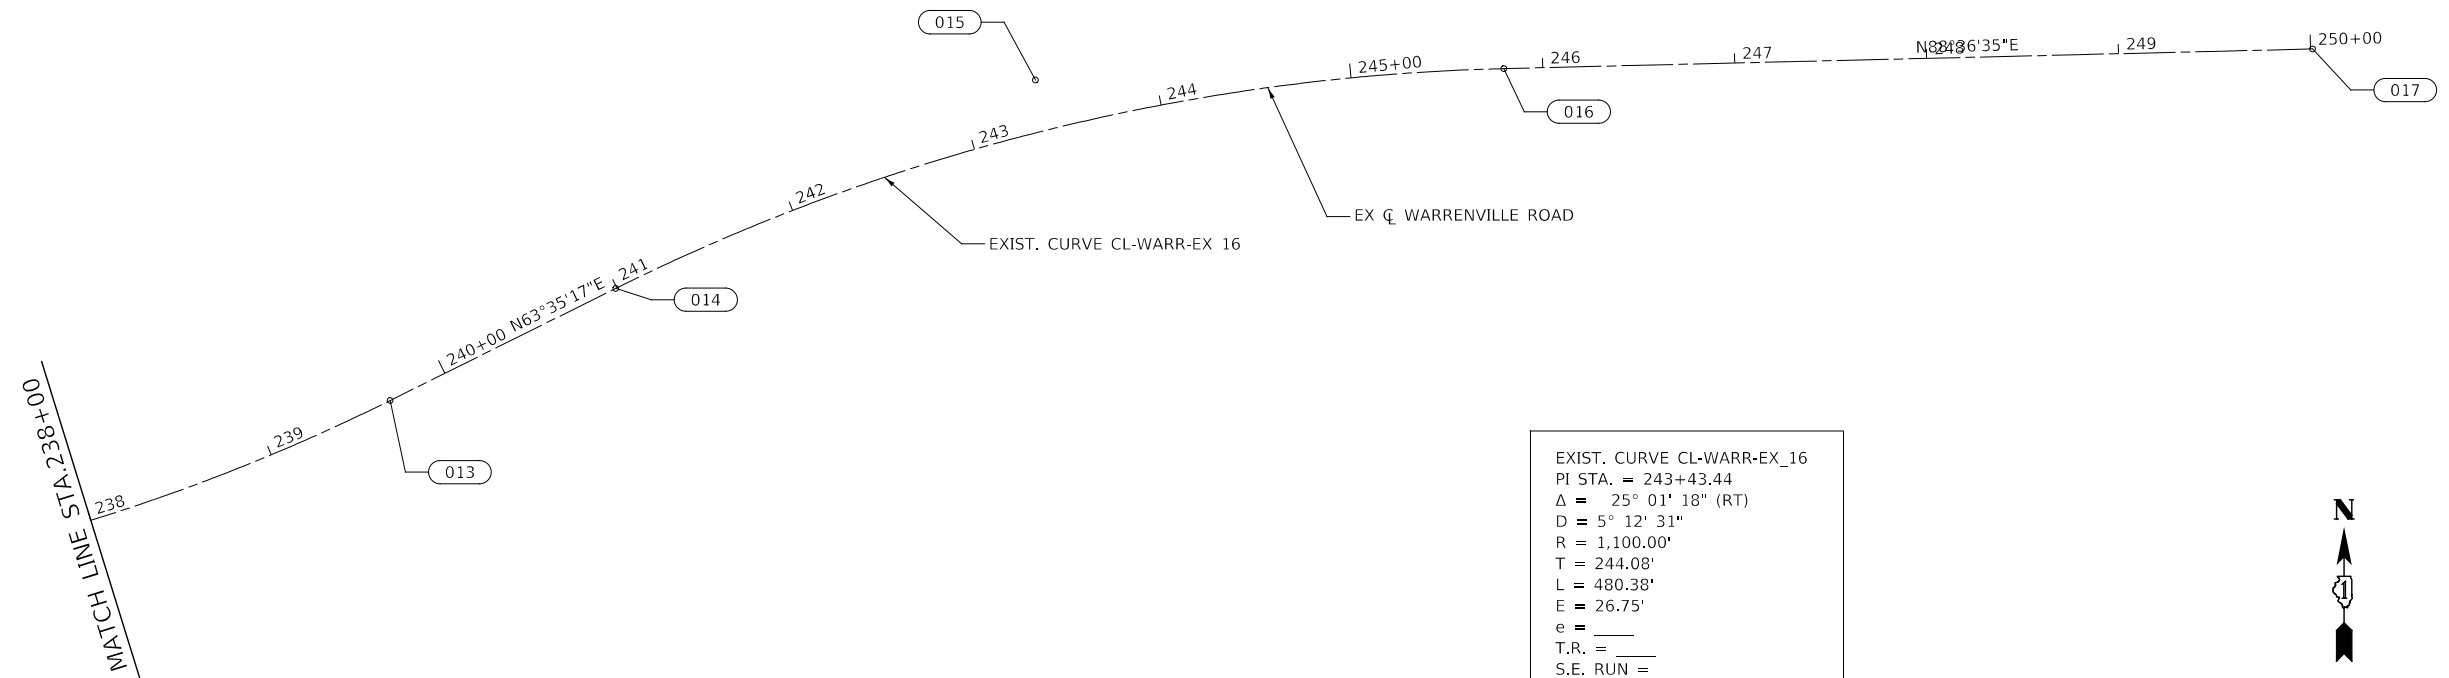 015
N88°36'35"E
250+00
249
248
247
246
245+00
244
243
242
241
240+00
N63°35'17"E
239
238
017
016
014
013
EX ℄ WARRENVILLE ROAD
EXIST. CURVE CL-WARR-EX 16
MATCH LINE STA.238+00
EXIST. CURVE CL-WARR-EX_16
PI STA. = 243+43.44
Δ = 25° 01' 18" (RT)
D = 5° 12' 31"
R = 1,100.00'
T = 244.08'
L = 480.38'
E = 26.75'
e = ____
T.R. = ____
S.E. RUN =
N
1